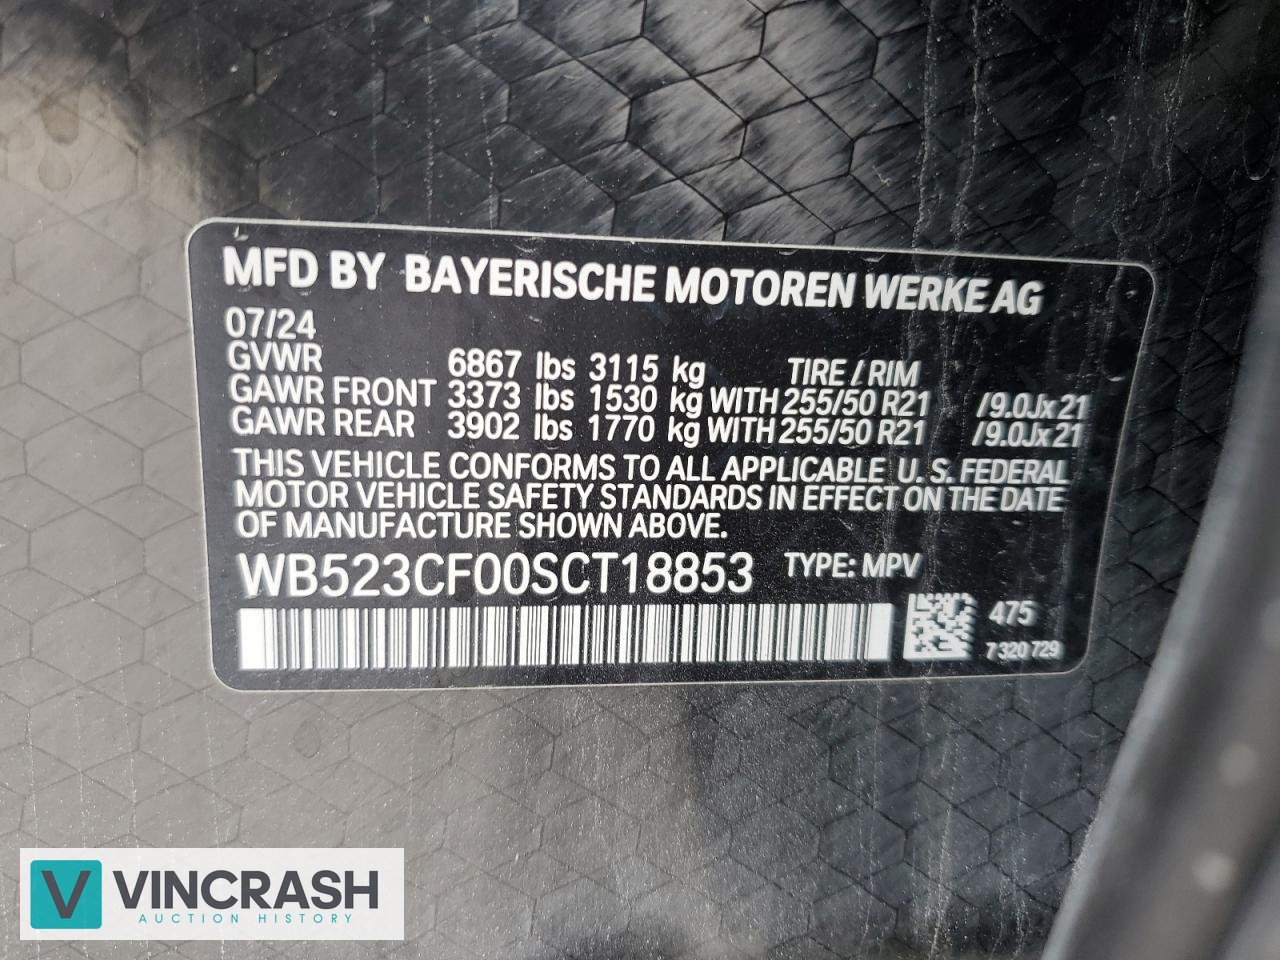 MFD BY BAYERISCHE MOTOREN WERKE AG
07/24
GVWR 6867 lbs 3115 kg TIRE / RIM
GAWR FRONT 3373 lbs 1530 kg WITH 255/50 R21 /9.0Jx21
GAWR REAR 3902 lbs 1770 kg WITH 255/50 R21 /9.0Jx21
THIS VEHICLE CONFORMS TO ALL APPLICABLE U. S. FEDERAL
MOTOR VEHICLE SAFETY STANDARDS IN EFFECT ON THE DATE
OF MANUFACTURE SHOWN ABOVE.
WB523CF00SCT18853 TYPE: MPV
475
7 320 729
V VINCRASH
AUCTION HISTORY